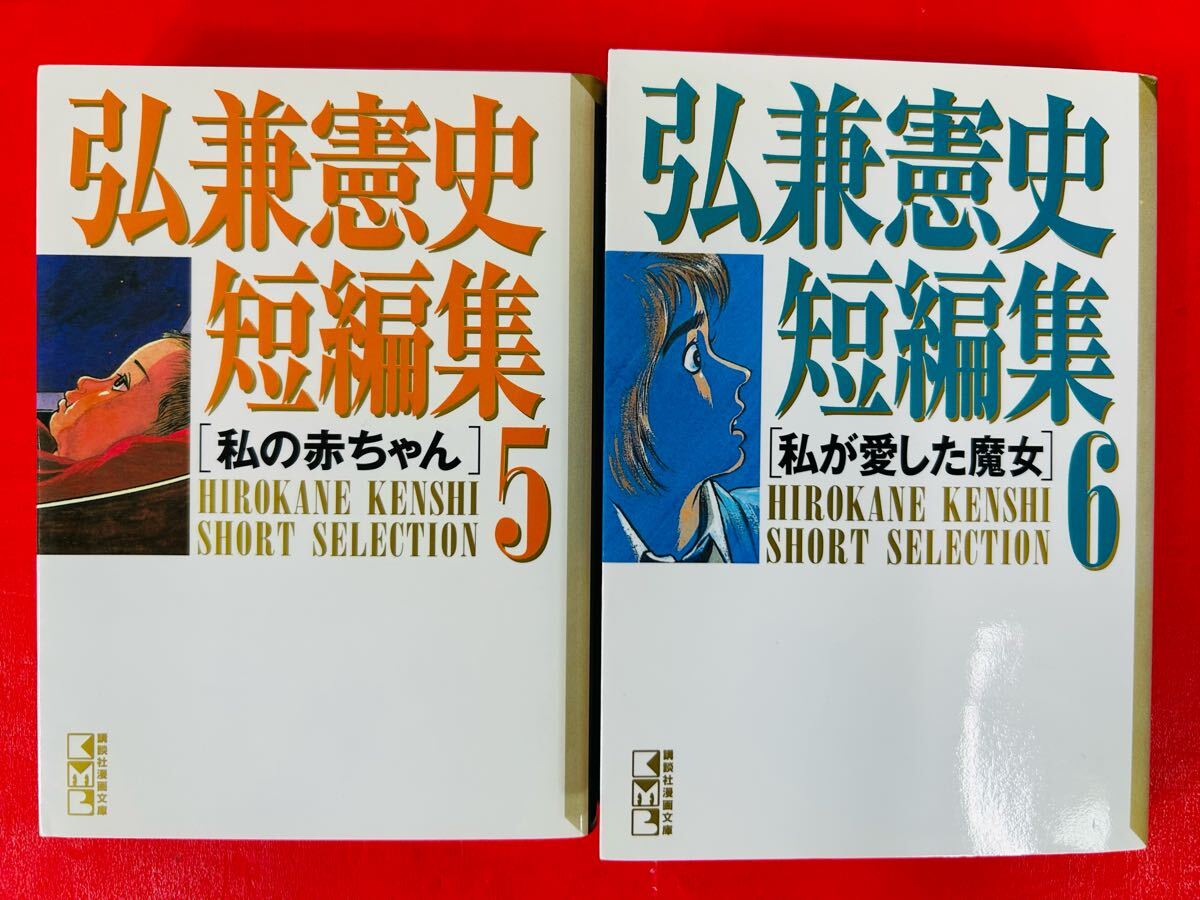 弘兼憲史
短編集
[私の赤ちゃん]
5
HIROKANE KENSHI
SHORT SELECTION
KMB
講談社漫画文庫
弘兼憲史
短編集
[私が愛した魔女]
6
HIROKANE KENSHI
SHORT SELECTION
KMB
講談社漫画文庫